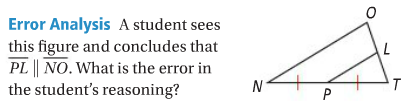 Error Analysis A student sees
this figure and concludes that
PL ∥ NO. What is the error in
the student's reasoning?
O
L
N
P
T